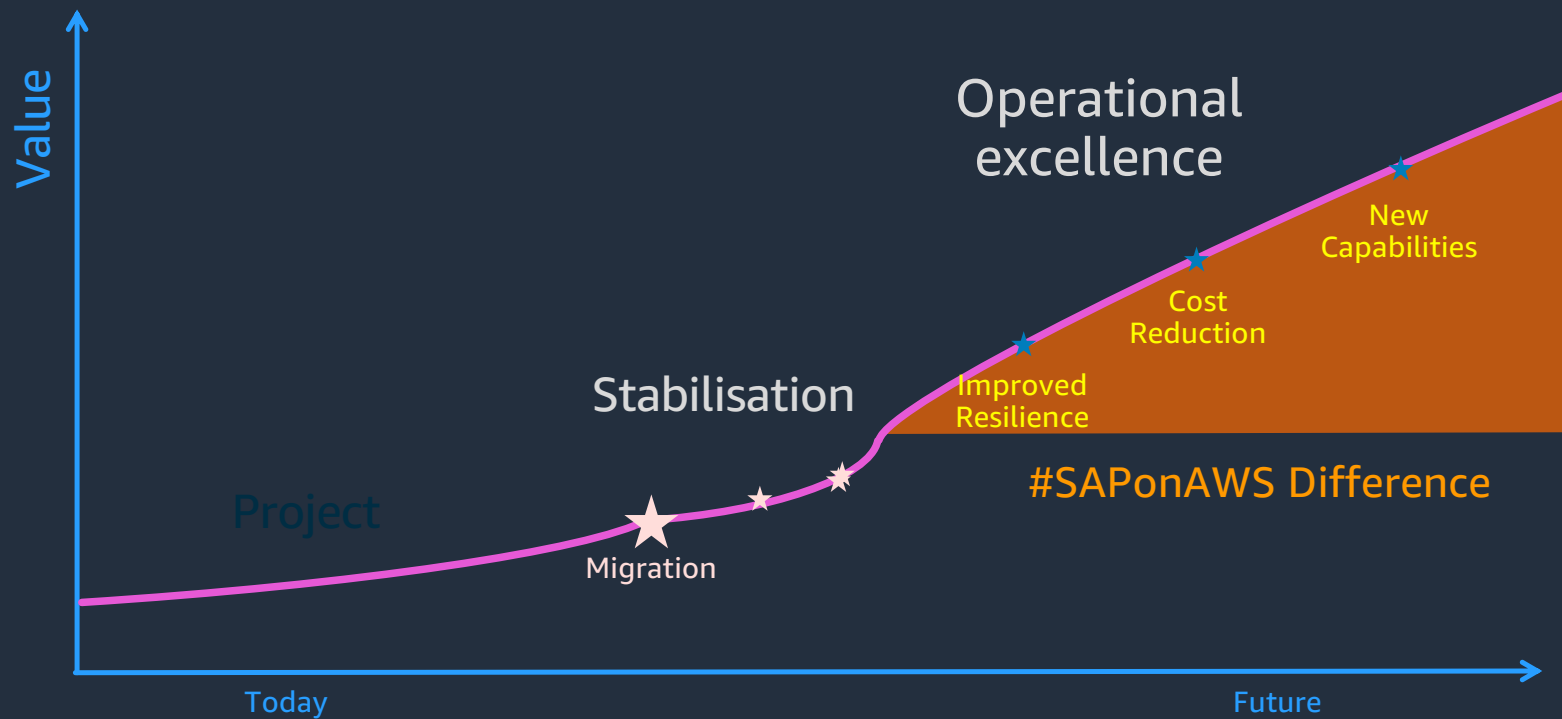 Value
Operational
excellence
New
Capabilities
Cost
Reduction
Improved
Resilience
Stabilisation
#SAPonAWS Difference
Project
Migration
Today
Future